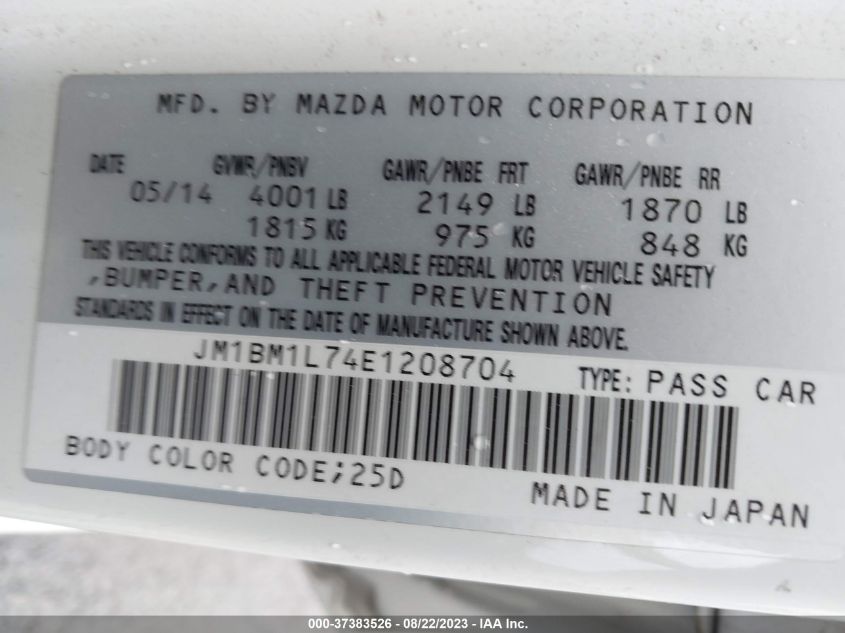 MFD. BY MAZDA MOTOR CORPORATION
DATE GVWR/PNBV GAWR/PNBE FRT GAWR/PNBE RR
05/14 4001 LB 2149 LB 1870 LB
1815 KG 975 KG 848 KG
THIS VEHICLE CONFORMS TO ALL APPLICABLE FEDERAL MOTOR VEHICLE SAFETY
,BUMPER,AND THEFT PREVENTION
STANDARDS IN EFFECT ON THE DATE OF MANUFACTURE SHOWN ABOVE.
JM1BM1L74E1208704 TYPE: PASS CAR
BODY COLOR CODE;25D
MADE IN JAPAN
000-37383526 - 08/22/2023 - IAA Inc.